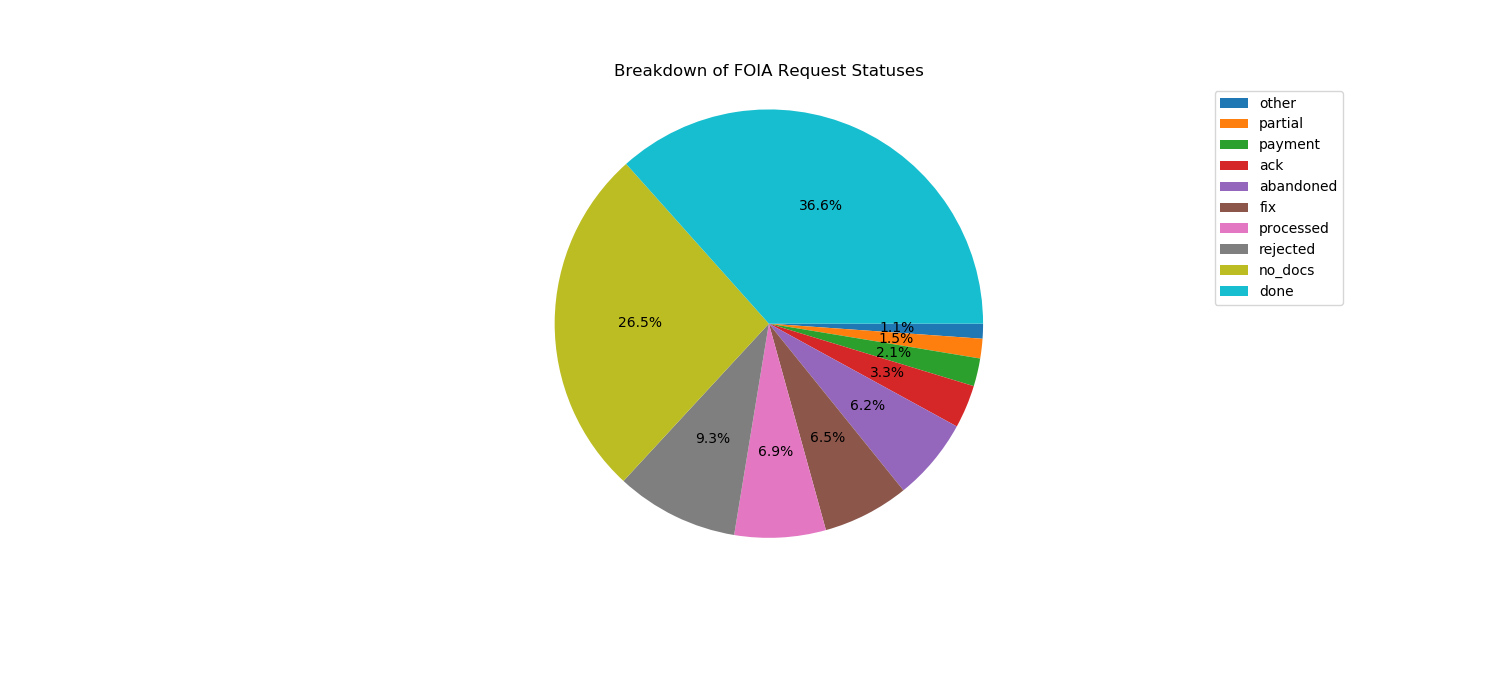 Breakdown of FOIA Request Statuses
other
partial
payment
ack
abandoned
fix
processed
rejected
no_docs
done
36.6%
26.5%
9.3%
6.9%
6.5%
6.2%
3.3%
2.1%
1.5%
1.1%